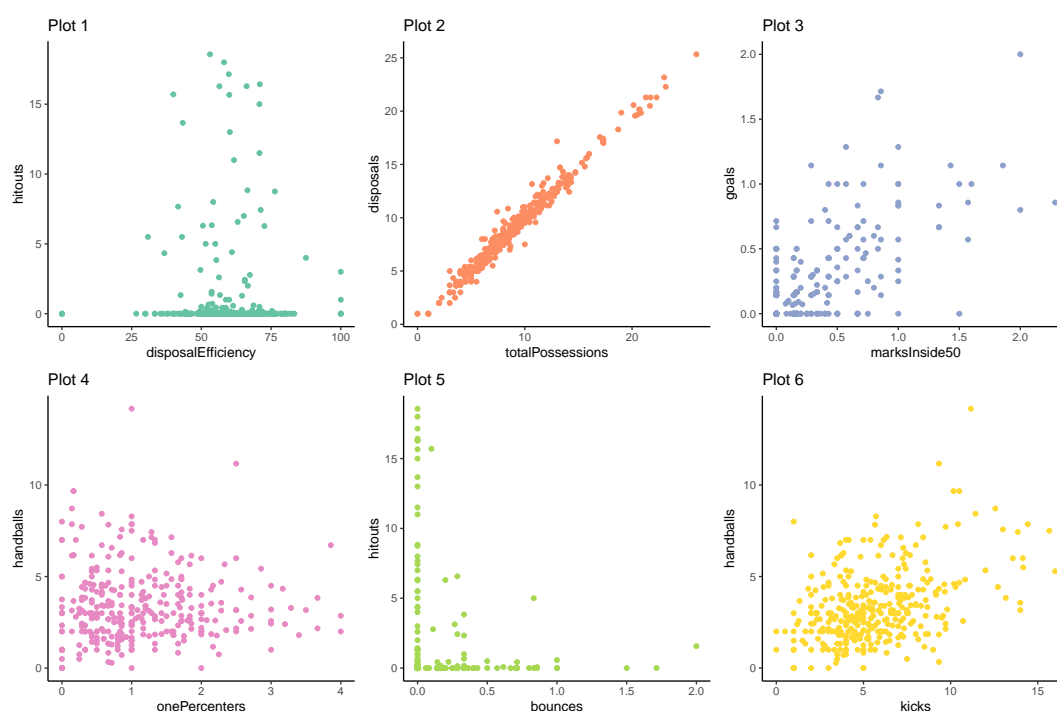 Plot 1
Plot 2
Plot 3
hitouts
15
10
5
0
0
25
50
75
100
disposalEfficiency
disposals
25
20
15
10
5
0
0
10
20
totalPossessions
goals
2.0
1.5
1.0
0.5
0.0
0.0
0.5
1.0
1.5
2.0
marksInside50
Plot 4
Plot 5
Plot 6
handballs
10
5
0
0
1
2
3
4
onePercenters
hitouts
15
10
5
0
0.0
0.5
1.0
1.5
2.0
bounces
handballs
10
5
0
0
5
10
15
kicks